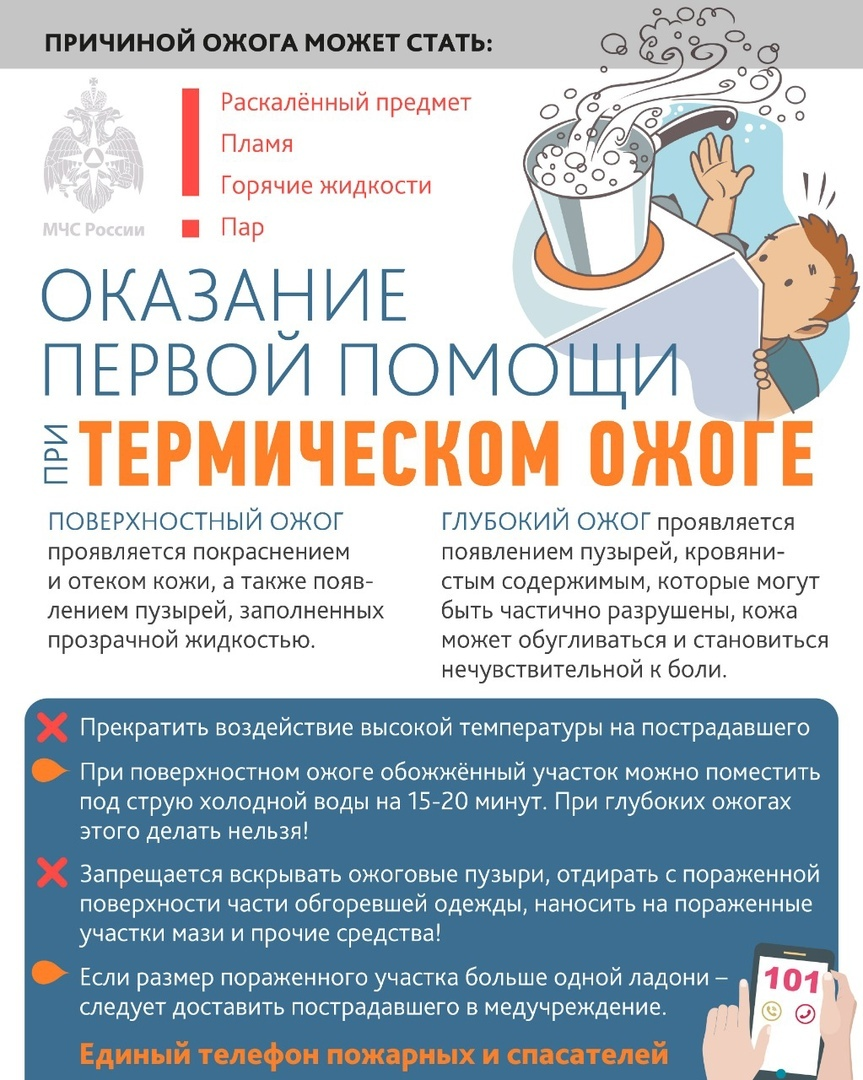 ПРИЧИНОЙ ОЖОГА МОЖЕТ СТАТЬ:
Раскалённый предмет
Пламя
Горячие жидкости
Пар
МЧС России
ОКАЗАНИЕ
ПЕРВОЙ ПОМОЩИ
ПРИ ТЕРМИЧЕСКОМ ОЖОГЕ
ПОВЕРХНОСТНЫЙ ОЖОГ
проявляется покраснением
и отеком кожи, а также появ-
лением пузырей, заполненных
прозрачной жидкостью.
ГЛУБОКИЙ ОЖОГ проявляется
появлением пузырей, кровяни-
стым содержимым, которые могут
быть частично разрушены, кожа
может обугливаться и становиться
нечувствительной к боли.
Прекратить воздействие высокой температуры на пострадавшего
При поверхностном ожоге обожжённый участок можно поместить
под струю холодной воды на 15-20 минут. При глубоких ожогах
этого делать нельзя!
Запрещается вскрывать ожоговые пузыри, отдирать с пораженной
поверхности части обгоревшей одежды, наносить на пораженные
участки мази и прочие средства!
Если размер пораженного участка больше одной ладони –
следует доставить пострадавшего в медучреждение.
Единый телефон пожарных и спасателей
101